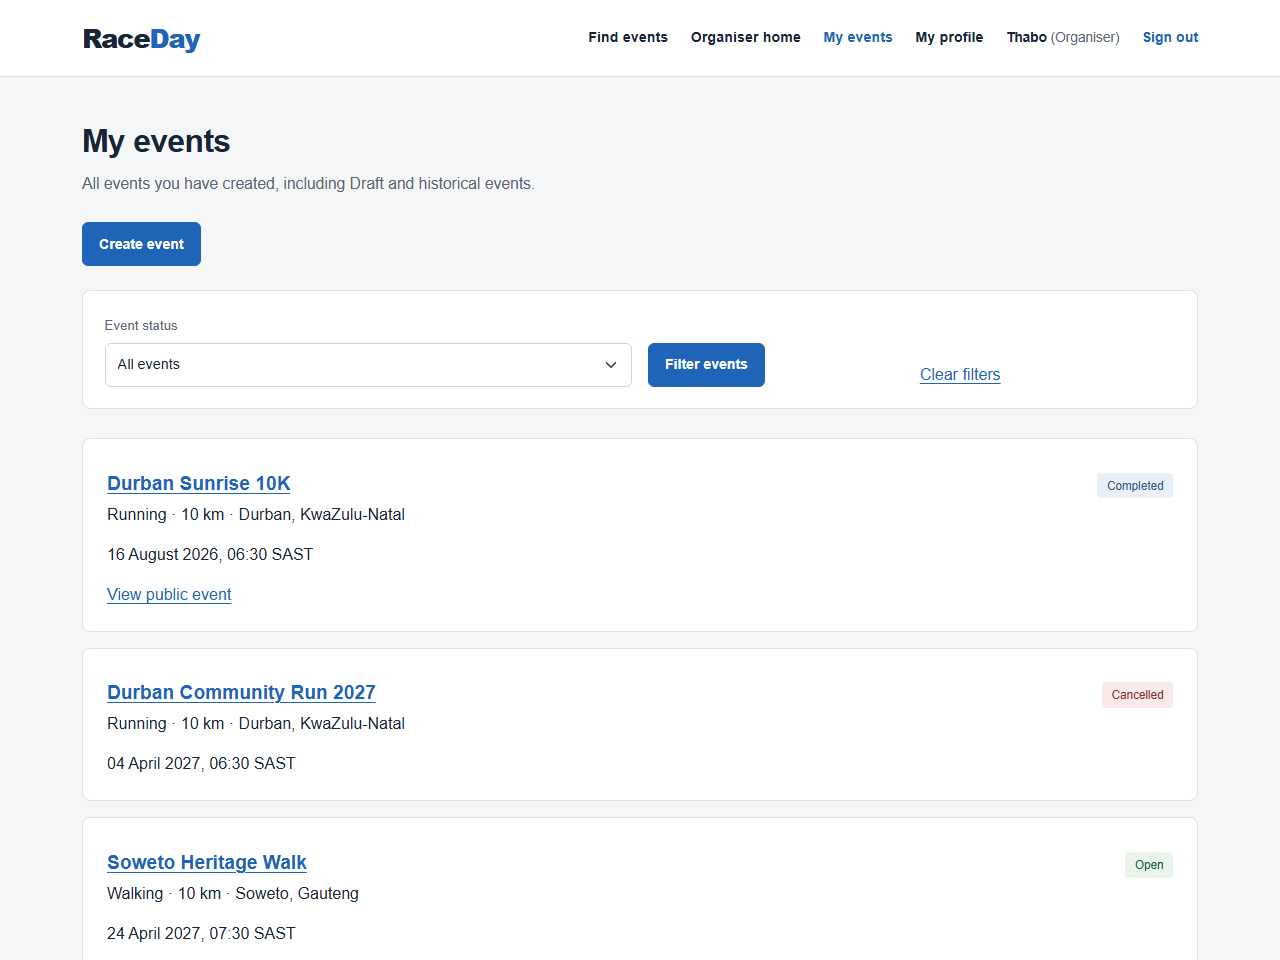 RaceDay
Find events Organiser home My events My profile Thabo (Organiser) Sign out
My events
All events you have created, including Draft and historical events.
Create event
Event status
All events Filter events Clear filters
Durban Sunrise 10K Completed
Running · 10 km · Durban, KwaZulu-Natal
16 August 2026, 06:30 SAST
View public event
Durban Community Run 2027 Cancelled
Running · 10 km · Durban, KwaZulu-Natal
04 April 2027, 06:30 SAST
Soweto Heritage Walk Open
Walking · 10 km · Soweto, Gauteng
24 April 2027, 07:30 SAST